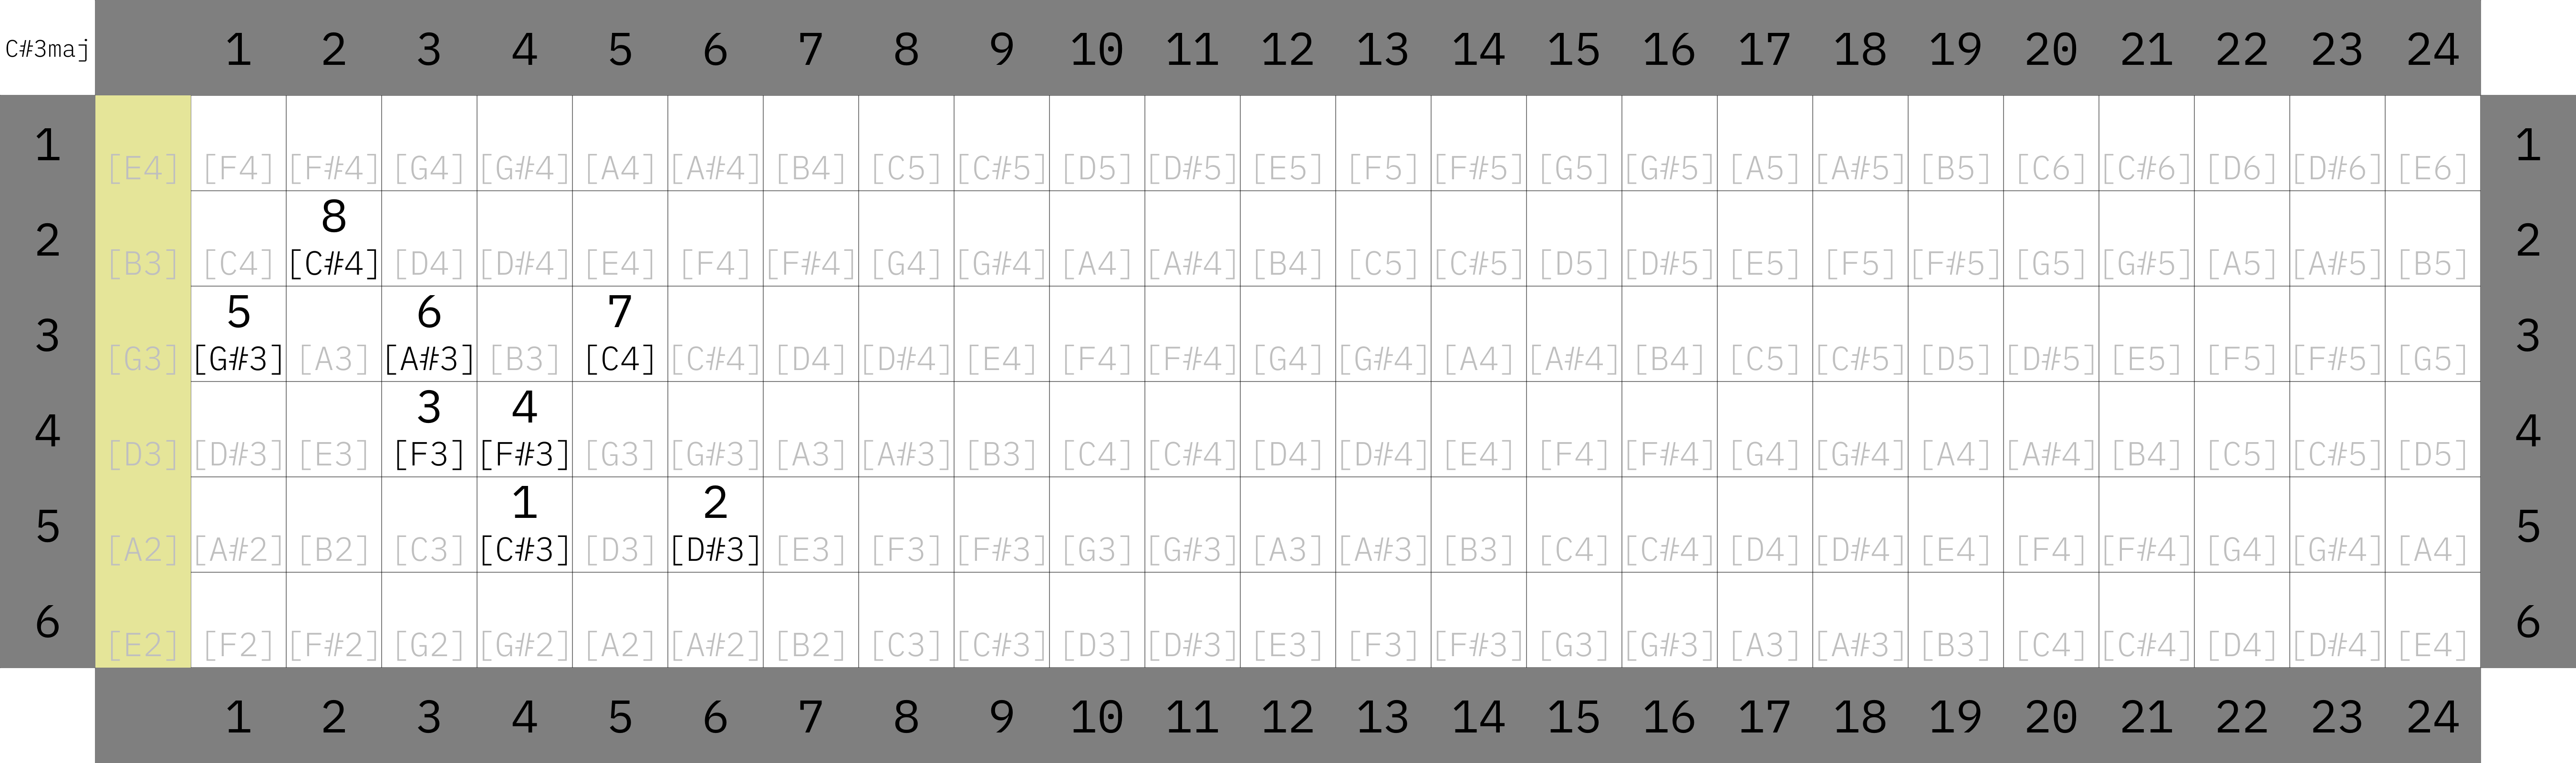 C#3maj 1 2 3 4 5 6 7 8 9 10 11 12 13 14 15 16 17 18 19 20 21 22 23 24
1 [E4] [F4] [F#4] [G4] [G#4] [A4] [A#4] [B4] [C5] [C#5] [D5] [D#5] [E5] [F5] [F#5] [G5] [G#5] [A5] [A#5] [B5] [C6] [C#6] [D6] [D#6] [E6] 1
8
2 [B3] [C4] [C#4] [D4] [D#4] [E4] [F4] [F#4] [G4] [G#4] [A4] [A#4] [B4] [C5] [C#5] [D5] [D#5] [E5] [F5] [F#5] [G5] [G#5] [A5] [A#5] [B5] 2
5 6 7
3 [G3] [G#3] [A3] [A#3] [B3] [C4] [C#4] [D4] [D#4] [E4] [F4] [F#4] [G4] [G#4] [A4] [A#4] [B4] [C5] [C#5] [D5] [D#5] [E5] [F5] [F#5] [G5] 3
3 4
4 [D3] [D#3] [E3] [F3] [F#3] [G3] [G#3] [A3] [A#3] [B3] [C4] [C#4] [D4] [D#4] [E4] [F4] [F#4] [G4] [G#4] [A4] [A#4] [B4] [C5] [C#5] [D5] 4
1 2
5 [A2] [A#2] [B2] [C3] [C#3] [D3] [D#3] [E3] [F3] [F#3] [G3] [G#3] [A3] [A#3] [B3] [C4] [C#4] [D4] [D#4] [E4] [F4] [F#4] [G4] [G#4] [A4] 5
6 [E2] [F2] [F#2] [G2] [G#2] [A2] [A#2] [B2] [C3] [C#3] [D3] [D#3] [E3] [F3] [F#3] [G3] [G#3] [A3] [A#3] [B3] [C4] [C#4] [D4] [D#4] [E4] 6
1 2 3 4 5 6 7 8 9 10 11 12 13 14 15 16 17 18 19 20 21 22 23 24